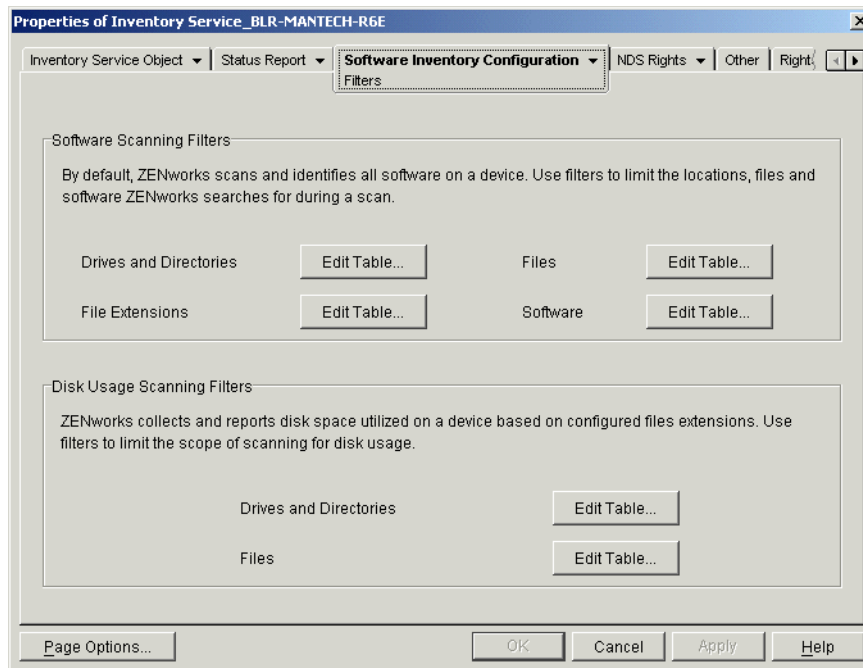 Properties of Inventory Service_BLR-MANTECH-R6E
Inventory Service Object Status Report Software Inventory Configuration NDS Rights Other Right
Filters
Software Scanning Filters
By default, ZENworks scans and identifies all software on a device. Use filters to limit the locations, files and
software ZENworks searches for during a scan.
Drives and Directories Edit Table... Files Edit Table...
File Extensions Edit Table... Software Edit Table...
Disk Usage Scanning Filters
ZENworks collects and reports disk space utilized on a device based on configured files extensions. Use
filters to limit the scope of scanning for disk usage.
Drives and Directories Edit Table...
Files Edit Table...
Page Options... OK Cancel Apply Help